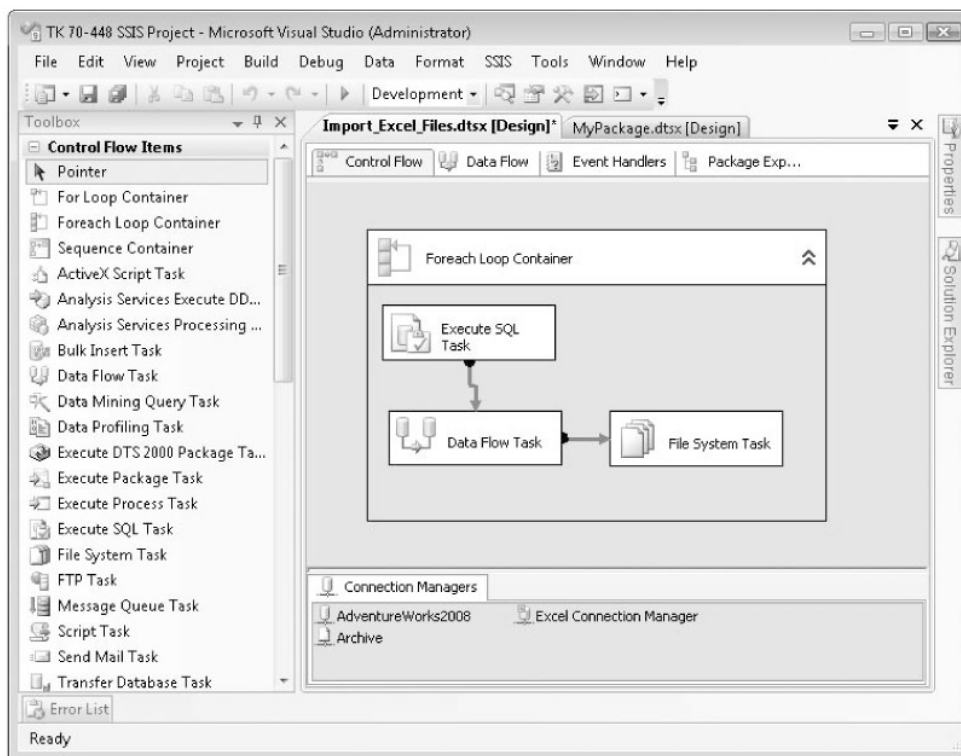 TK 70-448 SSIS Project - Microsoft Visual Studio (Administrator)
File Edit View Project Build Debug Data Format SSIS Tools Window Help
Development
Toolbox
Control Flow Items
Pointer
For Loop Container
Foreach Loop Container
Sequence Container
ActiveX Script Task
Analysis Services Execute DD...
Analysis Services Processing ...
Bulk Insert Task
Data Flow Task
Data Mining Query Task
Data Profiling Task
Execute DTS 2000 Package Ta...
Execute Package Task
Execute Process Task
Execute SQL Task
File System Task
FTP Task
Message Queue Task
Script Task
Send Mail Task
Transfer Database Task
Import_Excel_Files.dtsx [Design]* MyPackage.dtsx [Design]
Control Flow Data Flow Event Handlers Package Exp...
Foreach Loop Container
Execute SQL
Task
Data Flow Task
File System Task
Connection Managers
AdventureWorks2008 Excel Connection Manager
Archive
Properties
Solution Explorer
Error List
Ready